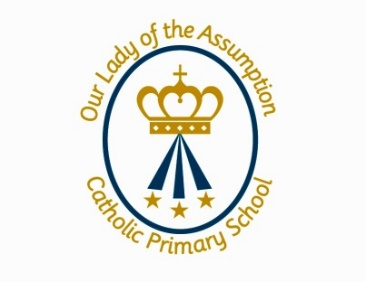 Our Lady of the Assumption
Catholic Primary School